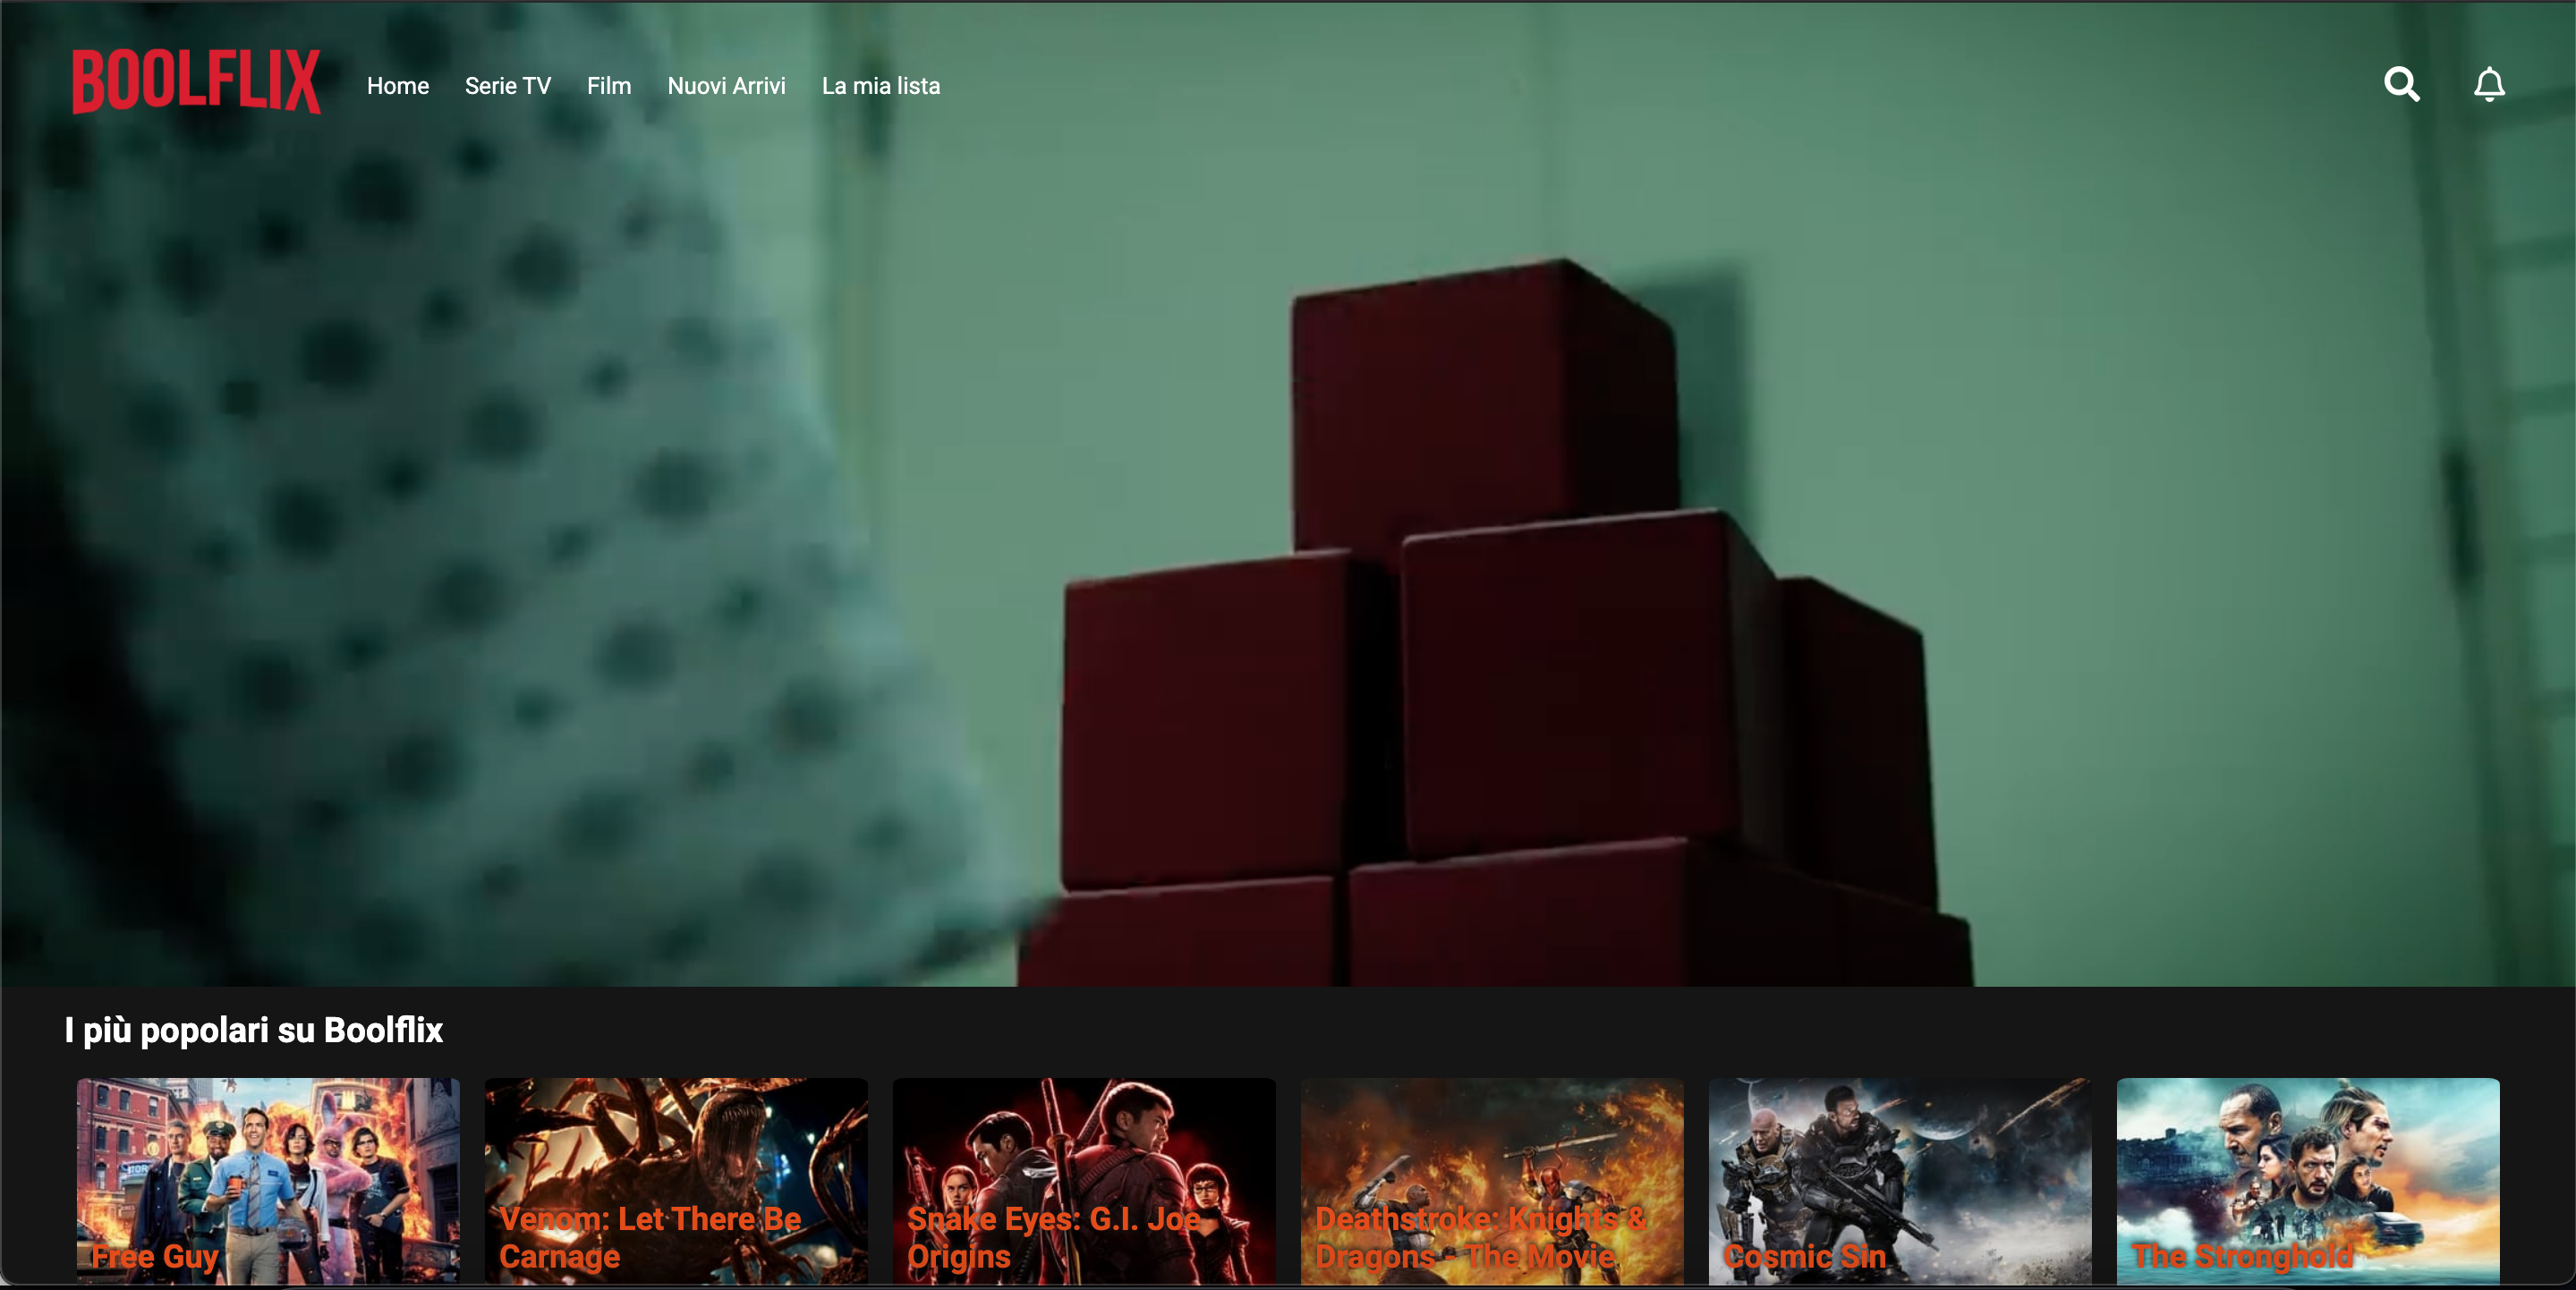 BOOLFLIX
Home Serie TV Film Nuovi Arrivi La mia lista
I più popolari su Boolflix
Free Guy
Venom: Let There Be
Carnage
Snake Eyes: G.I. Joe
Origins
Deathstroke: Knights &
Dragons - The Movie
Cosmic Sin
The Stronghold